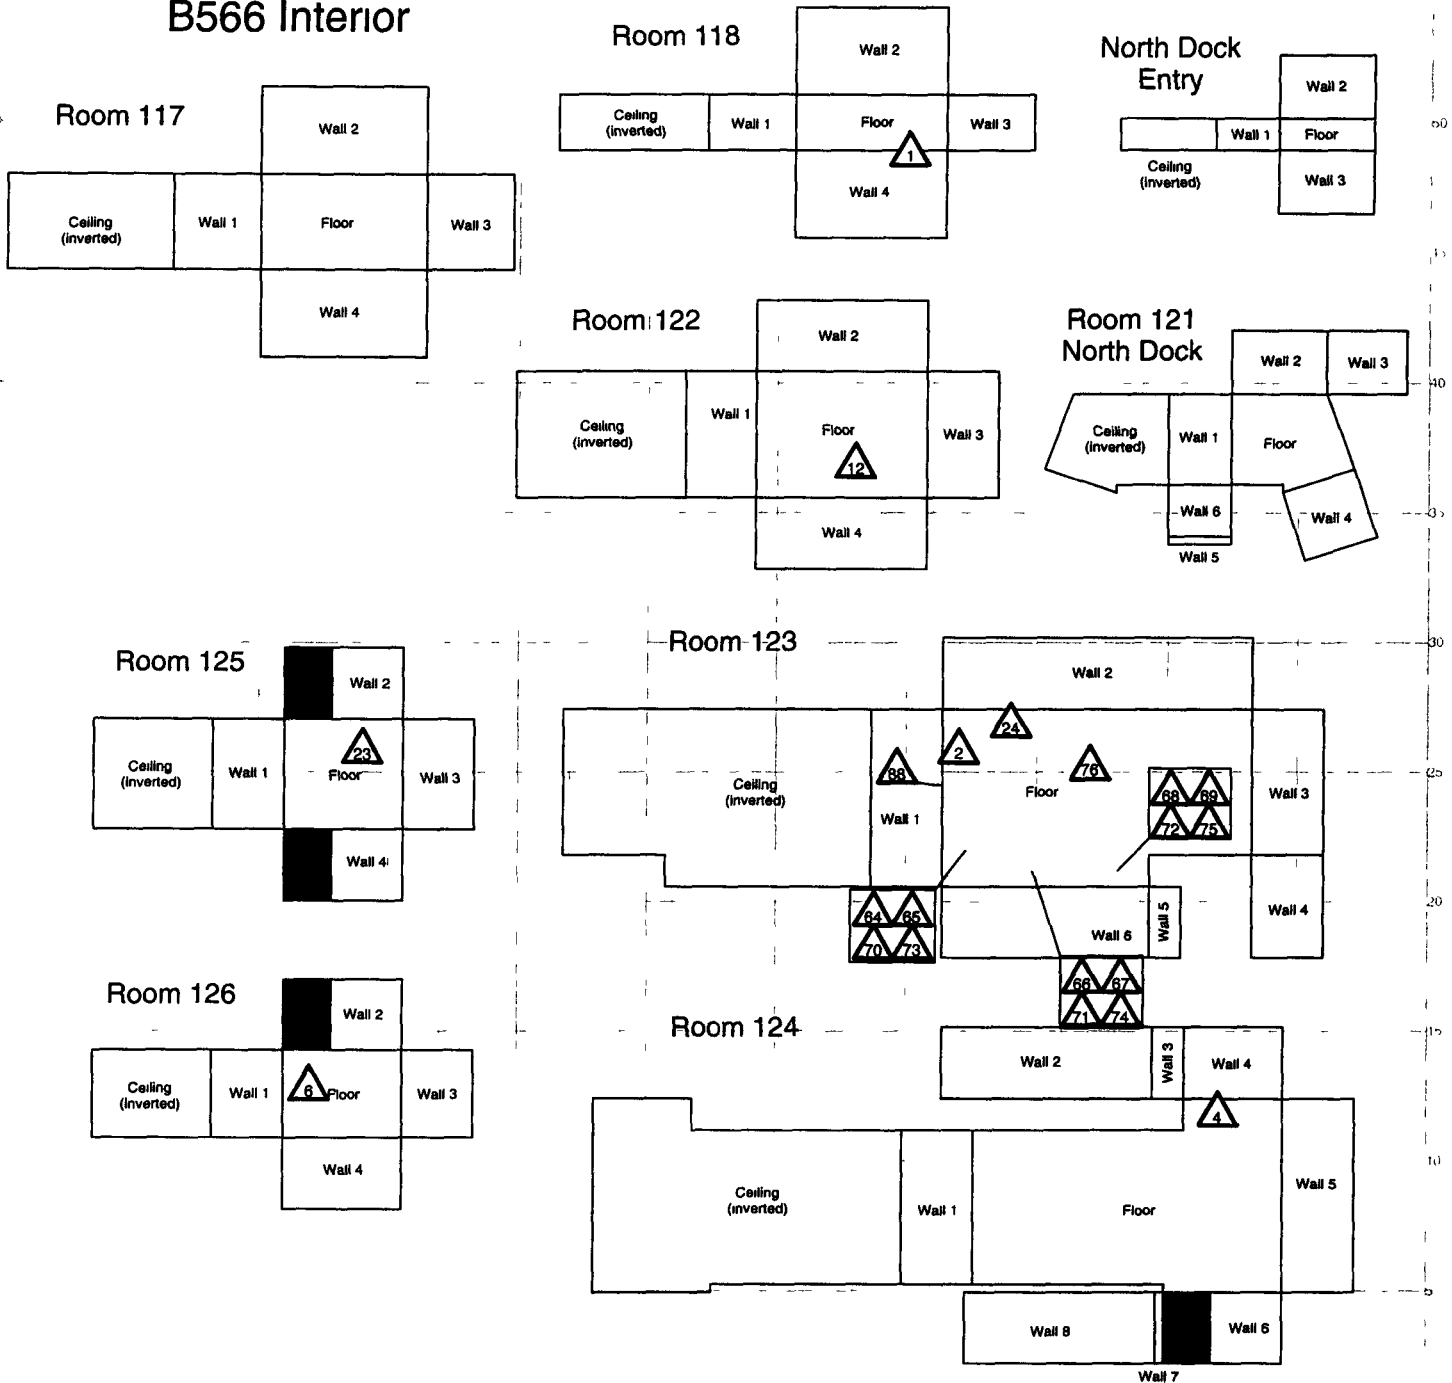 B566 Interior
Room 117
Wall 2
Ceiling
(inverted)
Wall 1
Floor
Wall 3
Wall 4
Room 118
Wall 2
Ceiling
(inverted)
Wall 1
Floor
Wall 3
1
Wall 4
North Dock
Entry
Wall 2
Wall 1
Floor
Ceiling
(inverted)
Wall 3
Room 122
Wall 2
Ceiling
(inverted)
Wall 1
Floor
Wall 3
12
Wall 4
Room 121
North Dock
Wall 2
Wall 3
Ceiling
(inverted)
Wall 1
Floor
Wall 6
Wall 4
Wall 5
40
35
30
25
20
15
10
5
Room 125
Wall 2
23
Ceiling
(inverted)
Wall 1
Floor
Wall 3
Wall 4
Room 123
Wall 2
24
2
88
76
Ceiling
(inverted)
Floor
Wall 3
68
69
72
75
Wall 1
64
65
70
73
Wall 6
Wall 5
Wall 4
66
67
71
74
Room 126
Wall 2
Ceiling
(inverted)
Wall 1
6
Floor
Wall 3
Wall 4
Room 124
Wall 2
Wall 3
Wall 4
4
Ceiling
(inverted)
Wall 1
Floor
Wall 5
Wall 8
Wall 6
Wall 7